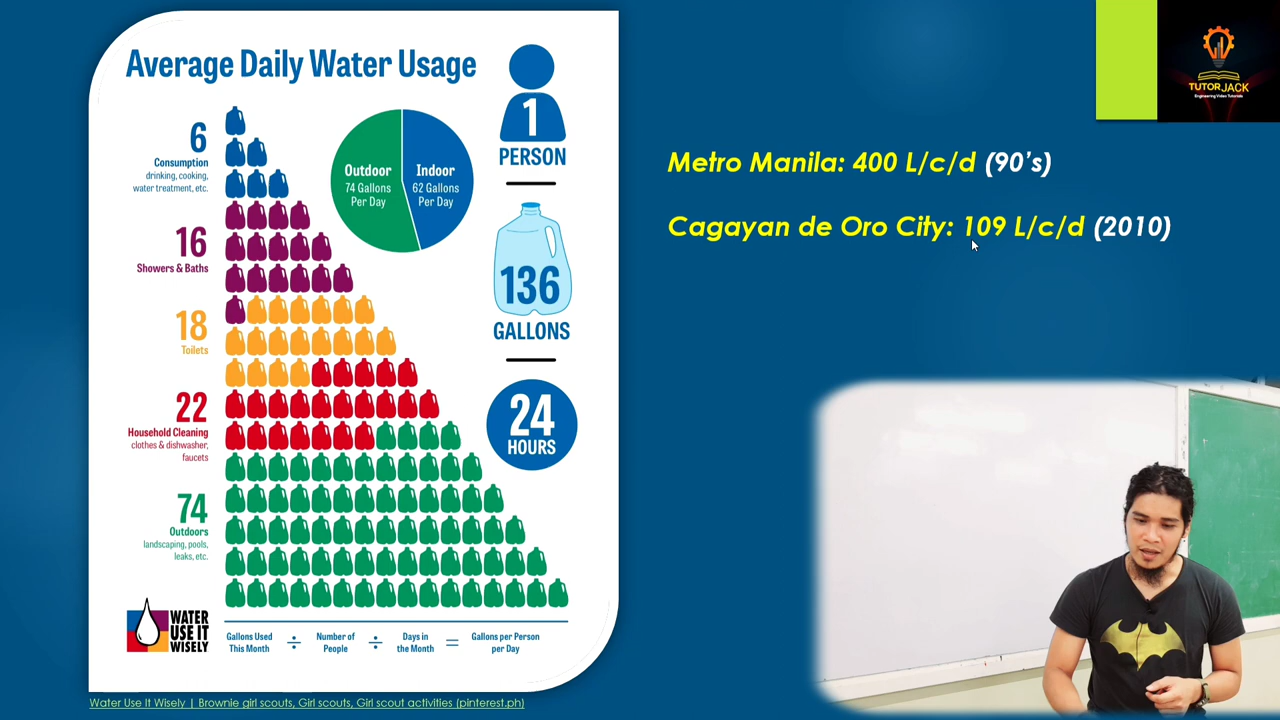 Average Daily Water Usage
6
Consumption
drinking, cooking,
water treatment, etc.
16
Showers & Baths
18
Toilets
22
Household Cleaning
clothes & dishwasher,
faucets
74
Outdoors
landscaping, pools,
leaks, etc.
Outdoor
74 Gallons
Per Day
Indoor
62 Gallons
Per Day
1
PERSON
136
GALLONS
24
HOURS
WATER
USE IT
WISELY
Gallons Used
This Month
÷
Number of
People
÷
Days in
the Month
=
Gallons per Person
per Day
Water Use It Wisely | Brownie girl scouts, Girl scouts, Girl scout activities (pinterest.ph)
Metro Manila: 400 L/c/d (90's)
Cagayan de Oro City: 109 L/c/d (2010)
TUTORJACK
Engineering Video Tutorials